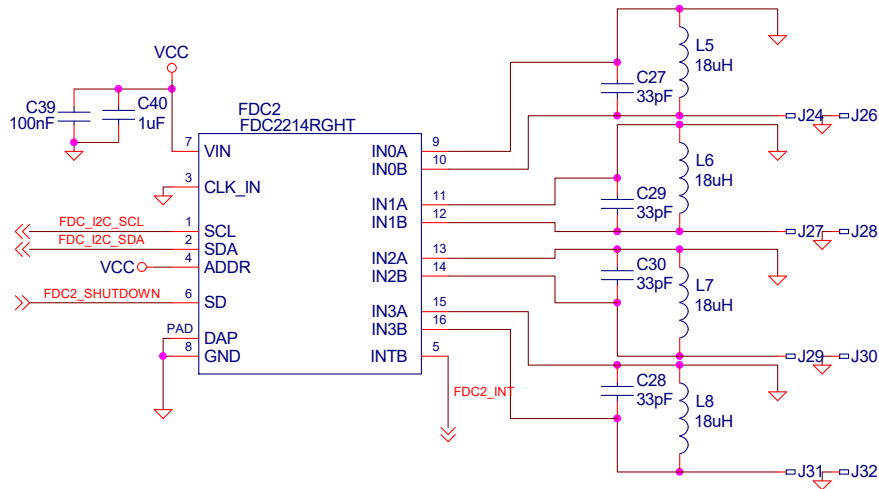 VCC
C39
100nF
C40
1uF
FDC2
FDC2214RGHT
7
VIN
3
CLK_IN
FDC_I2C_SCL
1
SCL
FDC_I2C_SDA
2
SDA
VCC
4
ADDR
FDC2_SHUTDOWN
6
SD
PAD
DAP
8
GND
IN0A
9
IN0B
10
IN1A
11
IN1B
12
IN2A
13
IN2B
14
IN3A
15
IN3B
16
INTB
5
FDC2_INT
C27
33pF
L5
18uH
J24
J26
C29
33pF
L6
18uH
J27
J28
C30
33pF
L7
18uH
J29
J30
C28
33pF
L8
18uH
J31
J32